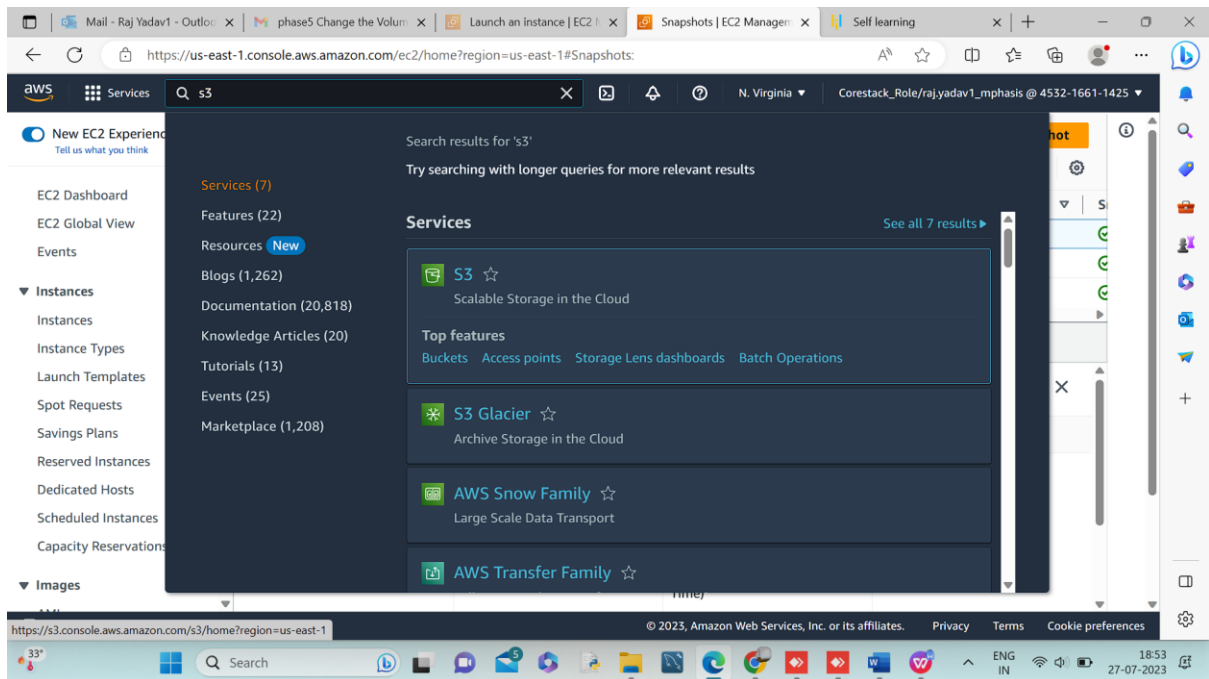 Mail - Raj Yadav1 - Outloo
phase5 Change the Volum
Launch an instance | EC2
Snapshots | EC2 Managem
Self learning
https://us-east-1.console.aws.amazon.com/ec2/home?region=us-east-1#Snapshots:
aws
Services
s3
N. Virginia ▼
Corestack_Role/raj.yadav1_mphasis @ 4532-1661-1425 ▼
New EC2 Experienc
Tell us what you think
EC2 Dashboard
EC2 Global View
Events
▼ Instances
Instances
Instance Types
Launch Templates
Spot Requests
Savings Plans
Reserved Instances
Dedicated Hosts
Scheduled Instances
Capacity Reservations
▼ Images
Services (7)
Features (22)
Resources New
Blogs (1,262)
Documentation (20,818)
Knowledge Articles (20)
Tutorials (13)
Events (25)
Marketplace (1,208)
Search results for 's3'
Try searching with longer queries for more relevant results
Services
See all 7 results ▶
S3
Scalable Storage in the Cloud
Top features
Buckets Access points Storage Lens dashboards Batch Operations
S3 Glacier
Archive Storage in the Cloud
AWS Snow Family
Large Scale Data Transport
AWS Transfer Family
hot
Time)
https://s3.console.aws.amazon.com/s3/home?region=us-east-1
© 2023, Amazon Web Services, Inc. or its affiliates.
Privacy
Terms
Cookie preferences
33°
Search
5
ENG
IN
18:53
27-07-2023